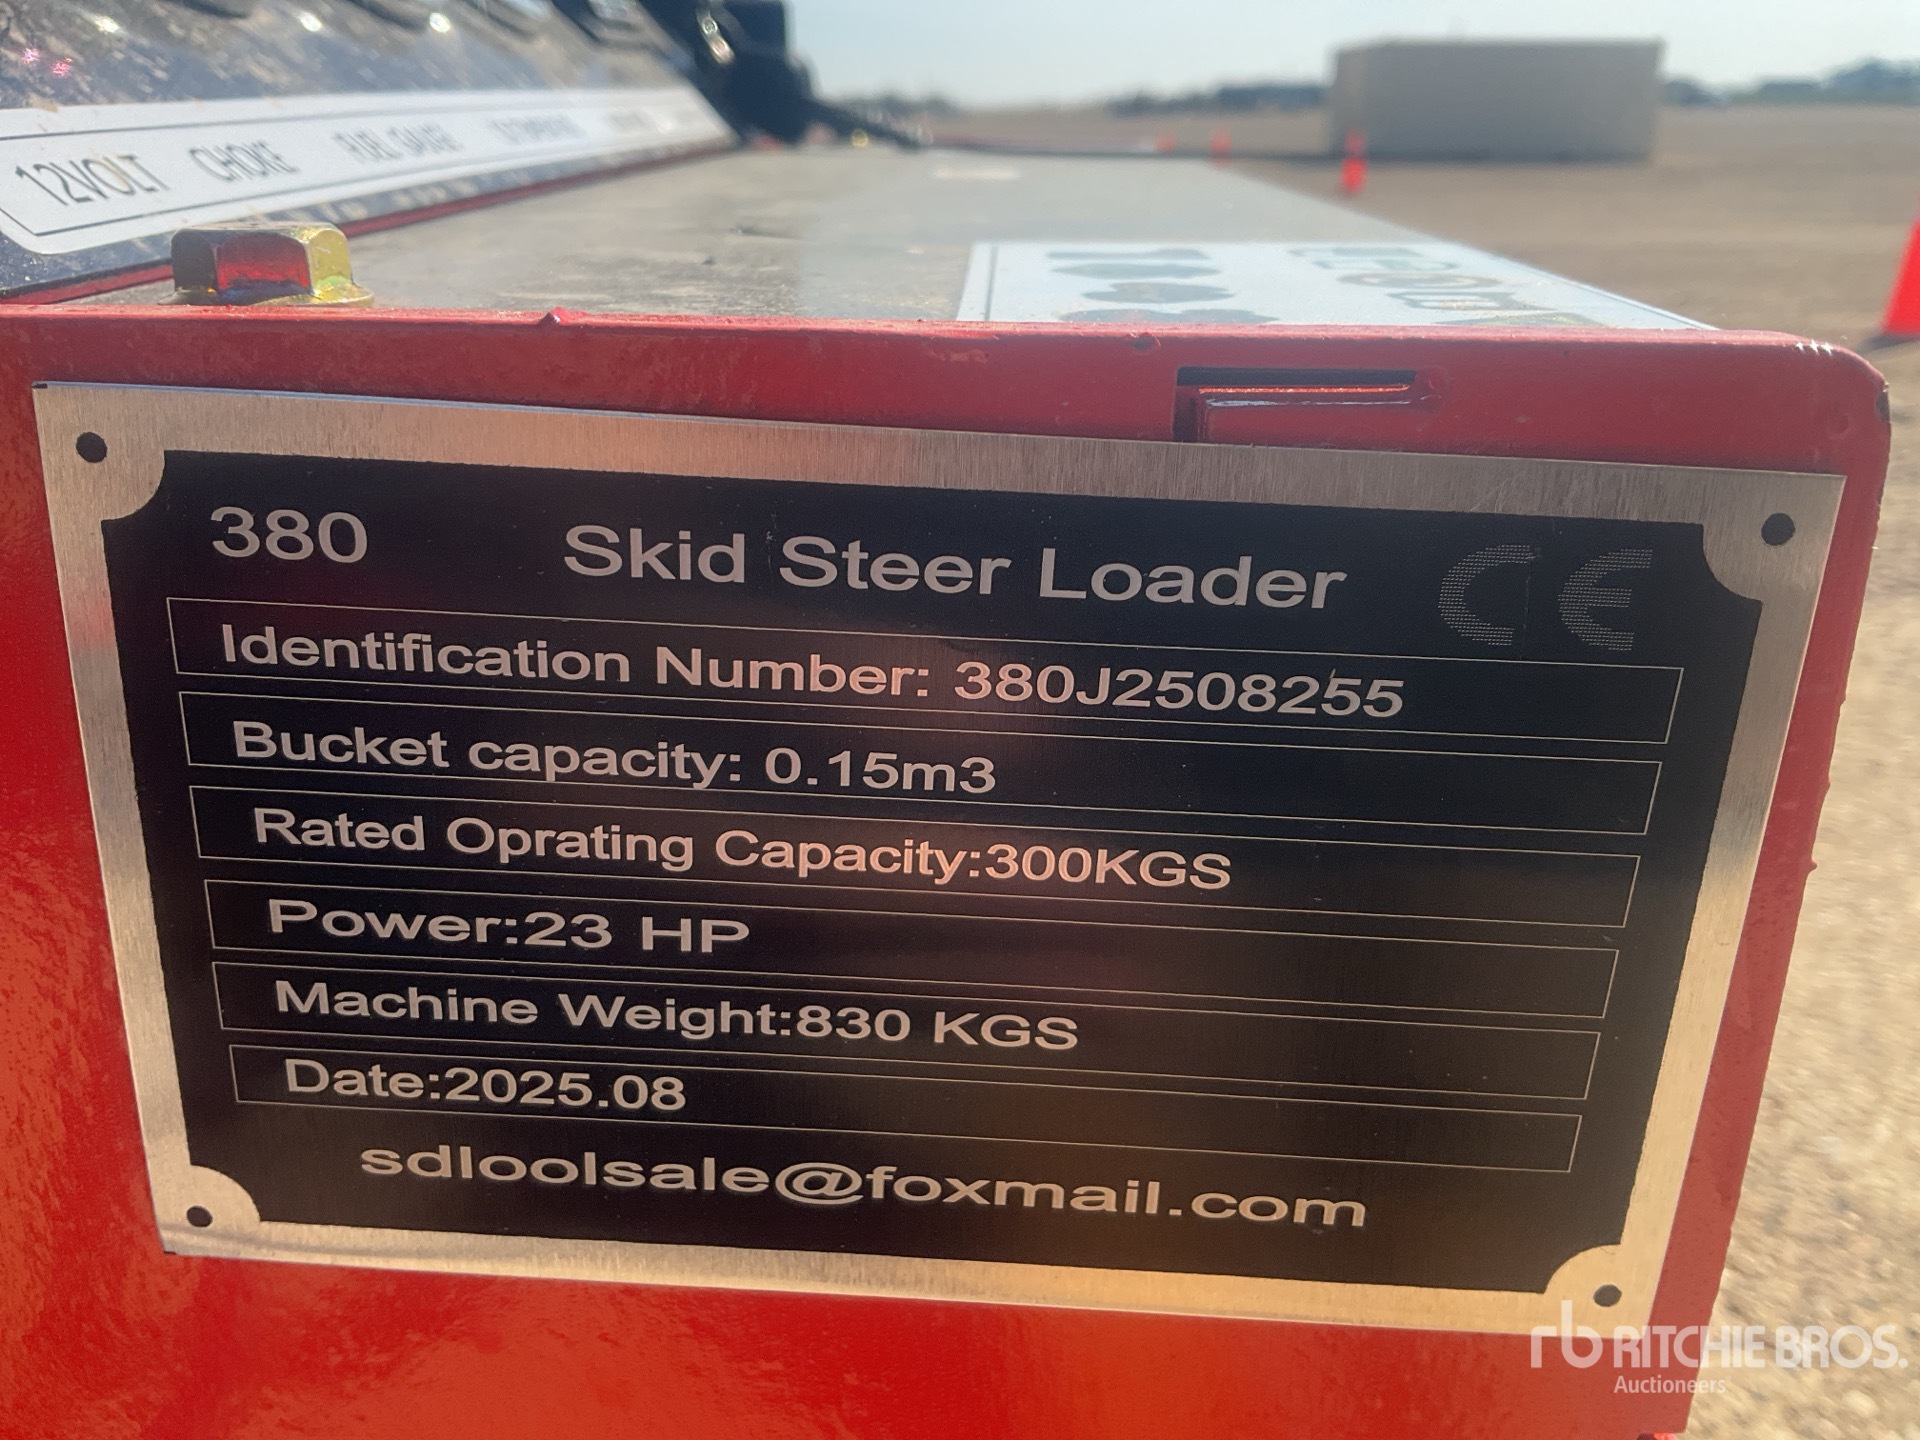 12VOLT CHOKE FUEL GAUGE
380 Skid Steer Loader CE
Identification Number: 380J2508255
Bucket capacity: 0.15m3
Rated Oprating Capacity:300KGS
Power:23 HP
Machine Weight:830 KGS
Date:2025.08
sdloolsale@foxmail.com
rb RITCHIE BROS.
Auctioneers